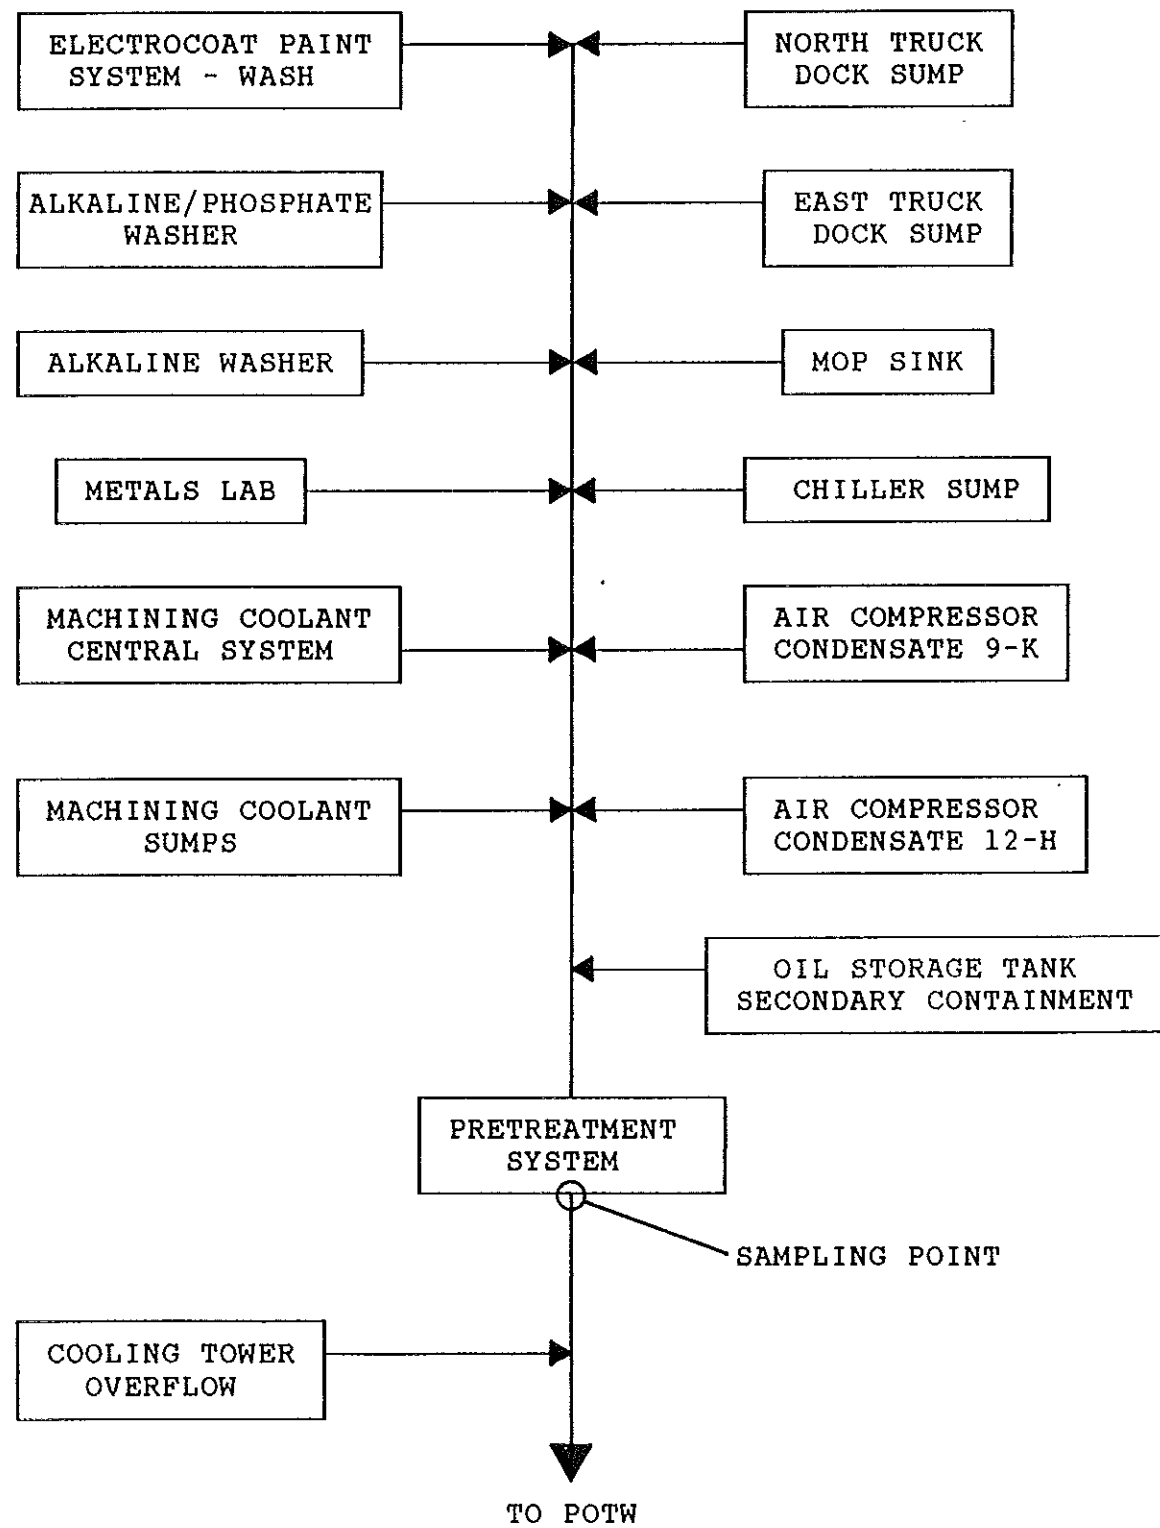 ELECTROCOAT PAINT
SYSTEM - WASH
NORTH TRUCK
DOCK SUMP
ALKALINE/PHOSPHATE
WASHER
EAST TRUCK
DOCK SUMP
ALKALINE WASHER
MOP SINK
METALS LAB
CHILLER SUMP
MACHINING COOLANT
CENTRAL SYSTEM
AIR COMPRESSOR
CONDENSATE 9-K
MACHINING COOLANT
SUMPS
AIR COMPRESSOR
CONDENSATE 12-H
OIL STORAGE TANK
SECONDARY CONTAINMENT
PRETREATMENT
SYSTEM
SAMPLING POINT
COOLING TOWER
OVERFLOW
TO POTW